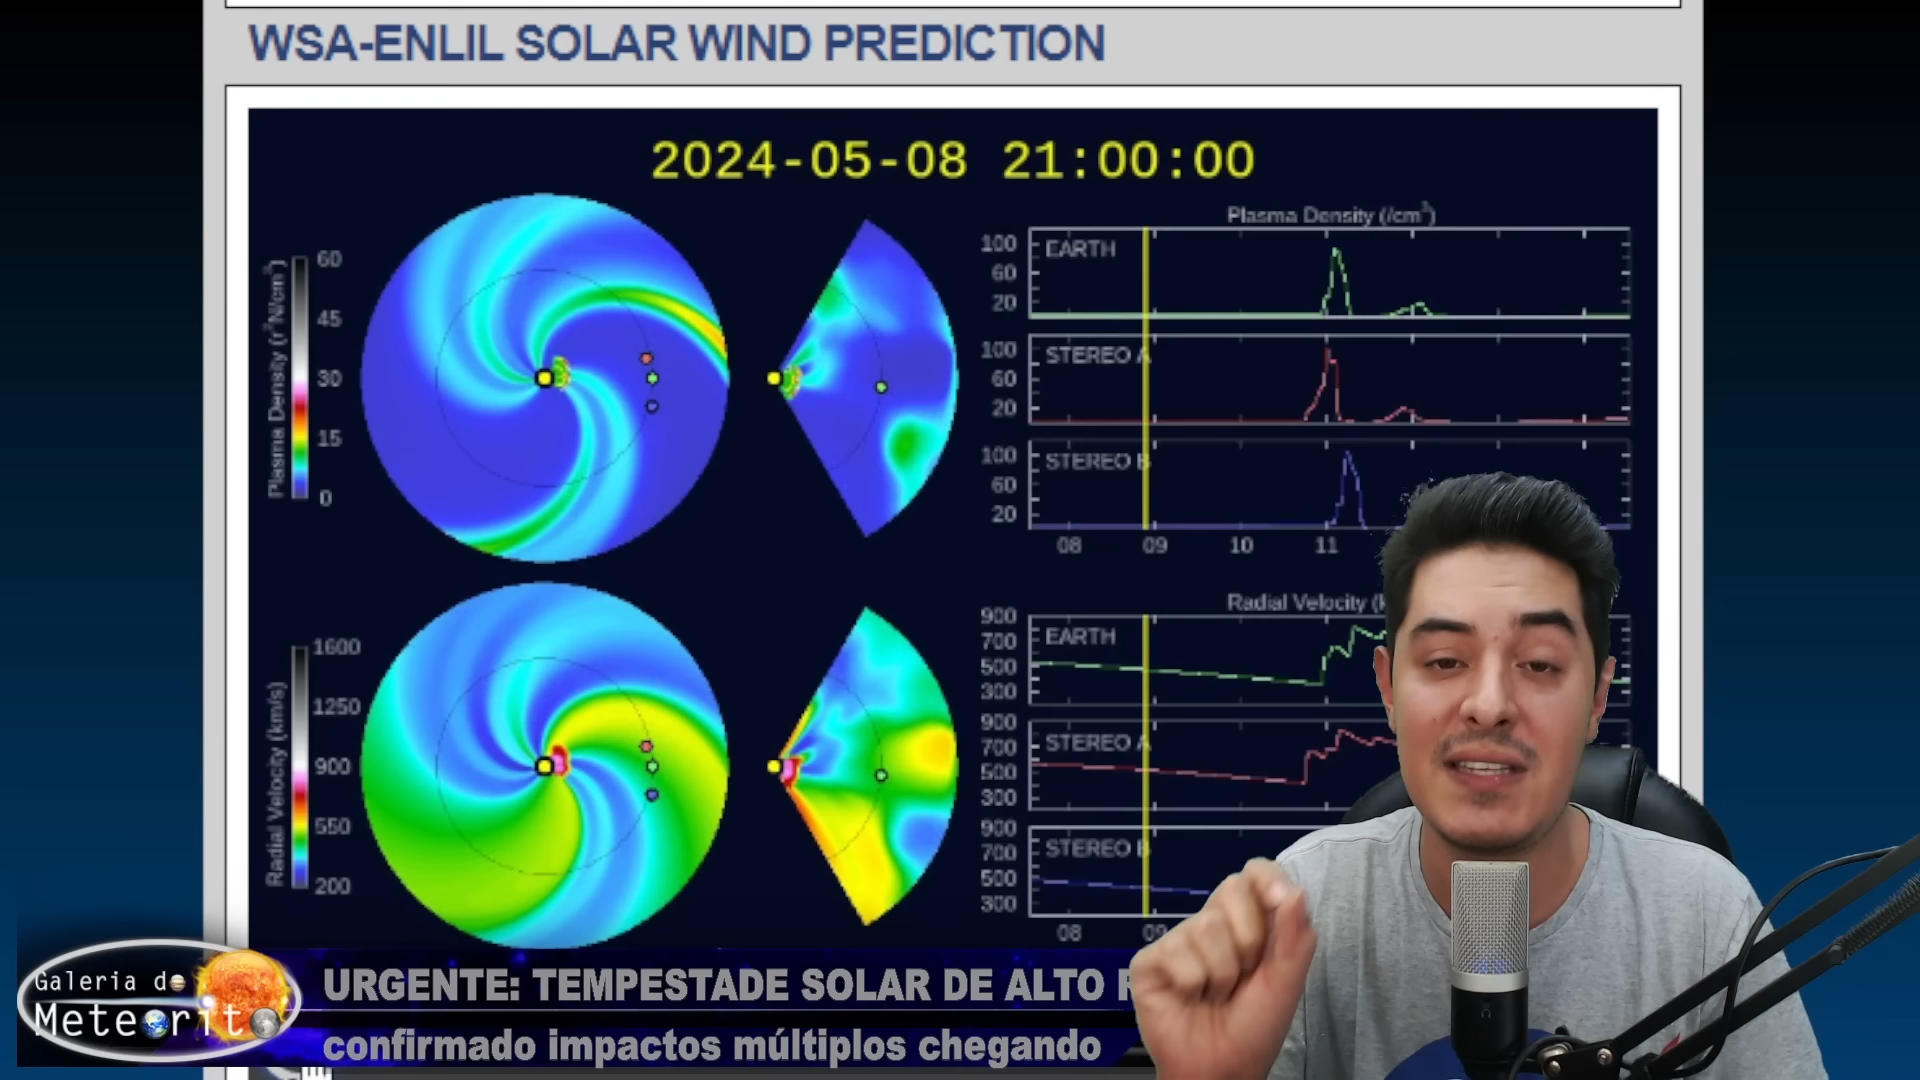 WSA-ENLIL SOLAR WIND PREDICTION
2024-05-08 21:00:00
Plasma Density (r²N/cm³)
60
45
30
15
0
Plasma Density (/cm³)
100
60
20
EARTH
100
60
20
STEREO A
100
60
20
STEREO B
08 09 10 11
Radial Velocity (km/s)
1600
1250
900
550
200
Radial Velocity (k
900
700
500
300
EARTH
900
700
500
300
STEREO A
900
700
500
300
STEREO B
08 09
Galeria do
Meteorito
URGENTE: TEMPESTADE SOLAR DE ALTO
confirmado impactos múltiplos chegando